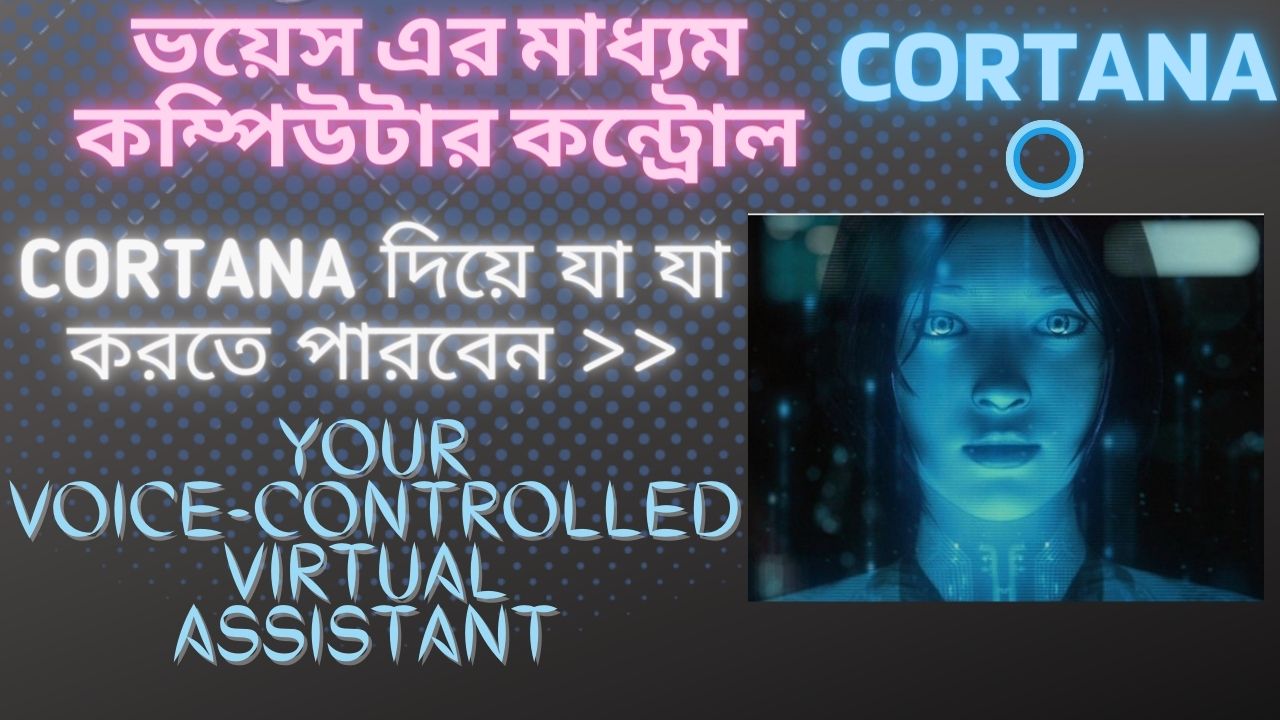 ভয়েস এর মাধ্যম
কম্পিউটার কন্ট্রোল
CORTANA
CORTANA দিয়ে যা যা
করতে পারবেন >>
YOUR
VOICE-CONTROLLED
VIRTUAL
ASSISTANT